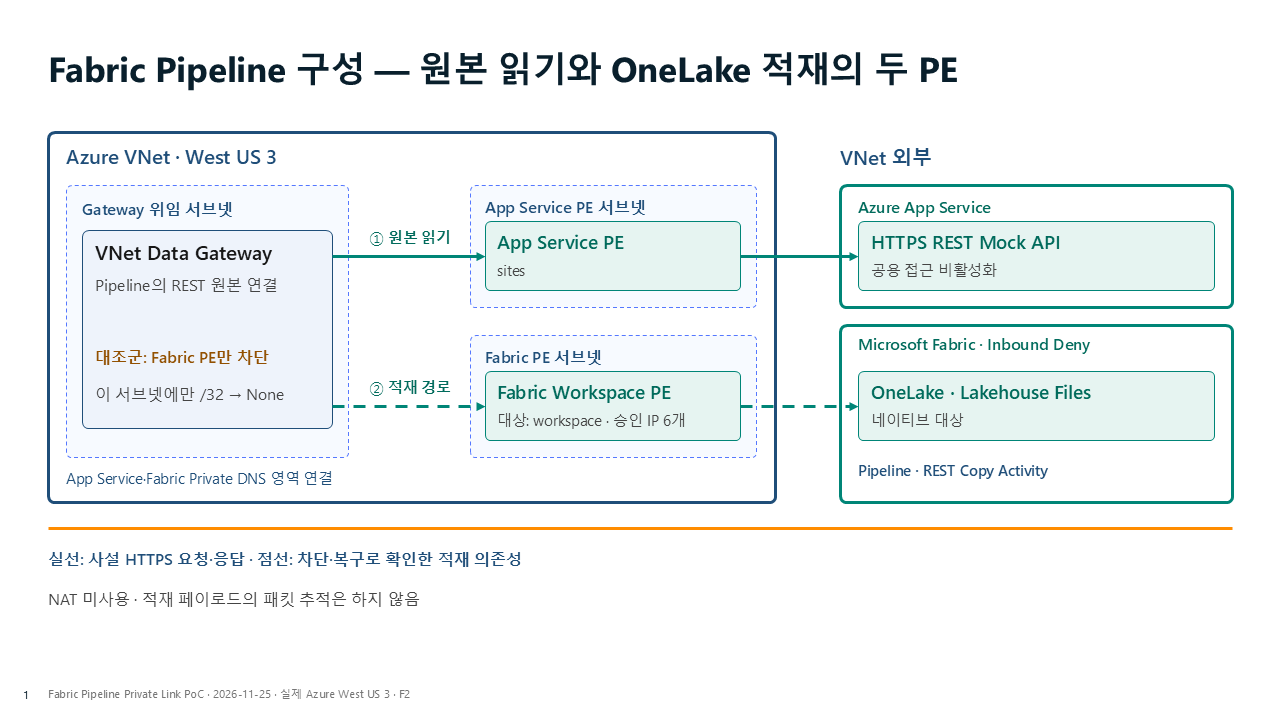 Fabric Pipeline 구성 — 원본 읽기와 OneLake 적재의 두 PE
Azure VNet · West US 3
Gateway 위임 서브넷
VNet Data Gateway
Pipeline의 REST 원본 연결
대조군: Fabric PE만 차단
이 서브넷에만 /32 → None
App Service·Fabric Private DNS 영역 연결
① 원본 읽기
② 적재 경로
App Service PE 서브넷
App Service PE
sites
Fabric PE 서브넷
Fabric Workspace PE
대상: workspace · 승인 IP 6개
VNet 외부
Azure App Service
HTTPS REST Mock API
공용 접근 비활성화
Microsoft Fabric · Inbound Deny
OneLake · Lakehouse Files
네이티브 대상
Pipeline · REST Copy Activity
실선: 사설 HTTPS 요청·응답 · 점선: 차단·복구로 확인한 적재 의존성
NAT 미사용 · 적재 페이로드의 패킷 추적은 하지 않음
1 Fabric Pipeline Private Link PoC · 2026-11-25 · 실제 Azure West US 3 · F2